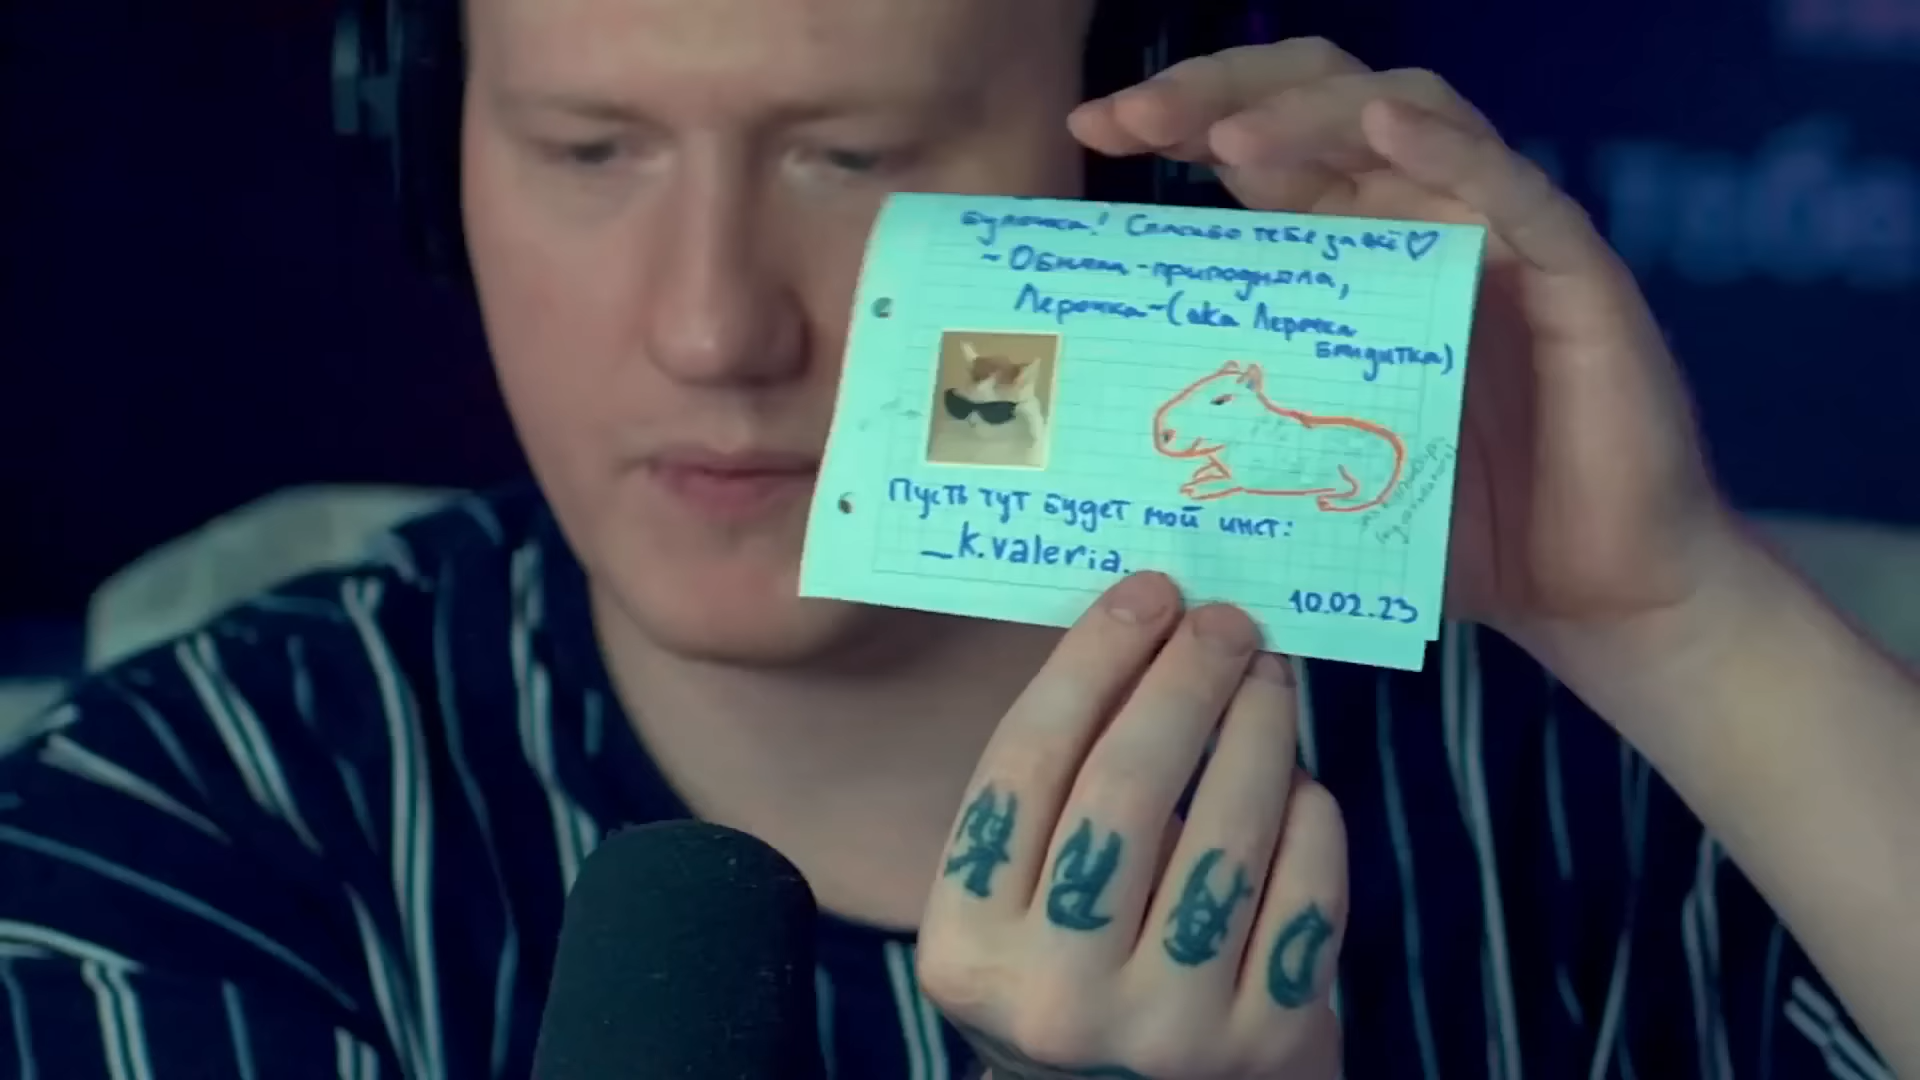 булочка! Спасибо тебе за всё♡
~Обняла-приподняла,
Лерочка~(aka Лерочка
бандитка)
Пусть тут будет мой инст:
_k.valeria.
10.02.23